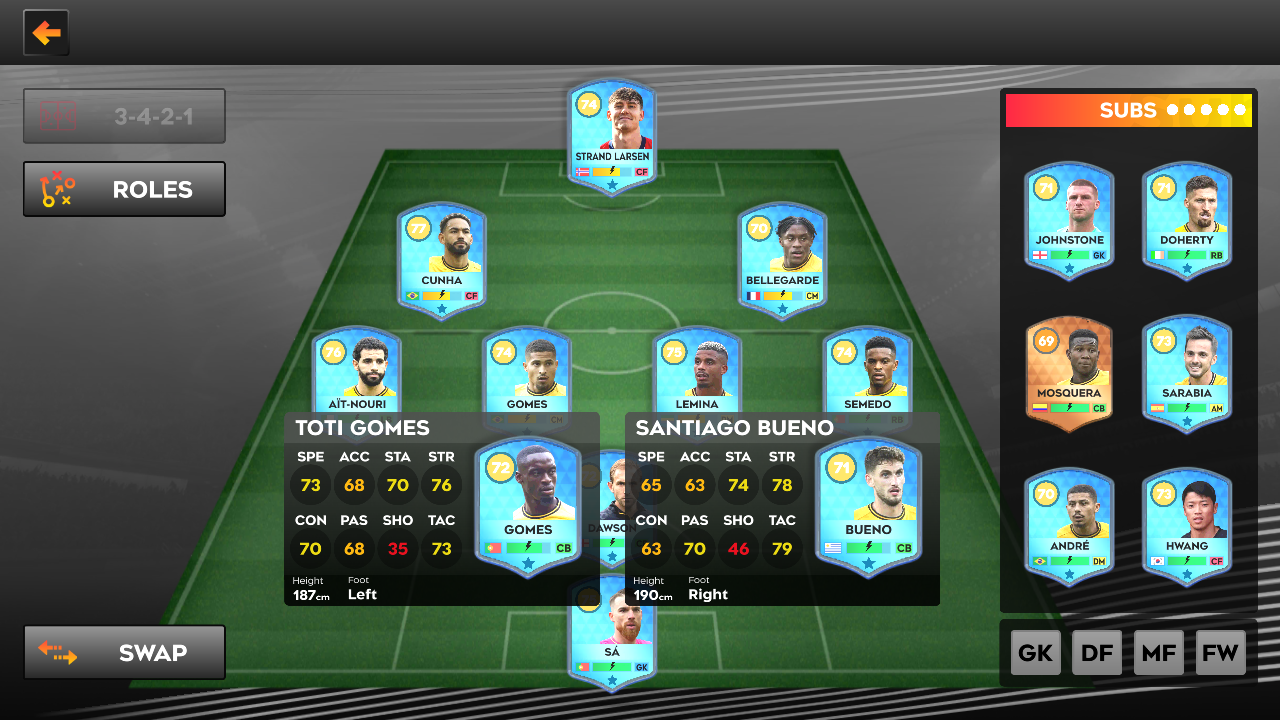 3-4-2-1
ROLES
74
STRAND LARSEN
CF
77
CUNHA
CF
70
BELLEGARDE
CM
76
AÏT-NOURI
74
GOMES
75
LEMINA
74
SEMEDO
TOTI GOMES
SPE ACC STA STR
73 68 70 76
CON PAS SHO TAC
70 68 35 73
Height Foot
187cm Left
72
GOMES
CB
DAWSO
SANTIAGO BUENO
SPE ACC STA STR
65 63 74 78
CON PAS SHO TAC
63 70 46 79
Height Foot
190cm Right
71
BUENO
CB
SÁ
GK
SWAP
SUBS
71
JOHNSTONE
GK
71
DOHERTY
RB
69
MOSQUERA
CB
73
SARABIA
AM
70
ANDRÉ
DM
73
HWANG
CF
GK DF MF FW